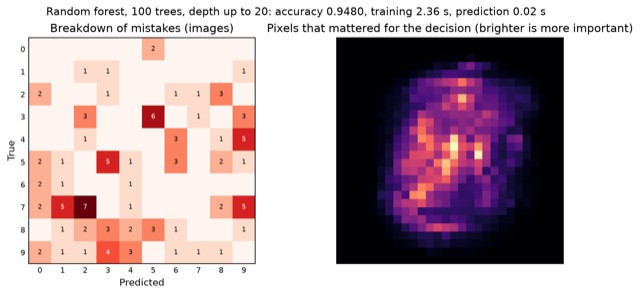 Random forest, 100 trees, depth up to 20: accuracy 0.9480, training 2.36 s, prediction 0.02 s
Breakdown of mistakes (images)
Pixels that mattered for the decision (brighter is more important)
True
0 2
1 1 1 1
2 2 1 1 1 3
3 3 6 1 3
4 1 3 1 5
5 2 1 5 1 3 2 1
6 2 1 1
7 2 5 7 1 2 5
8 1 2 3 2 3 1 1
9 2 1 1 4 3 1 1 1
0 1 2 3 4 5 6 7 8 9
Predicted